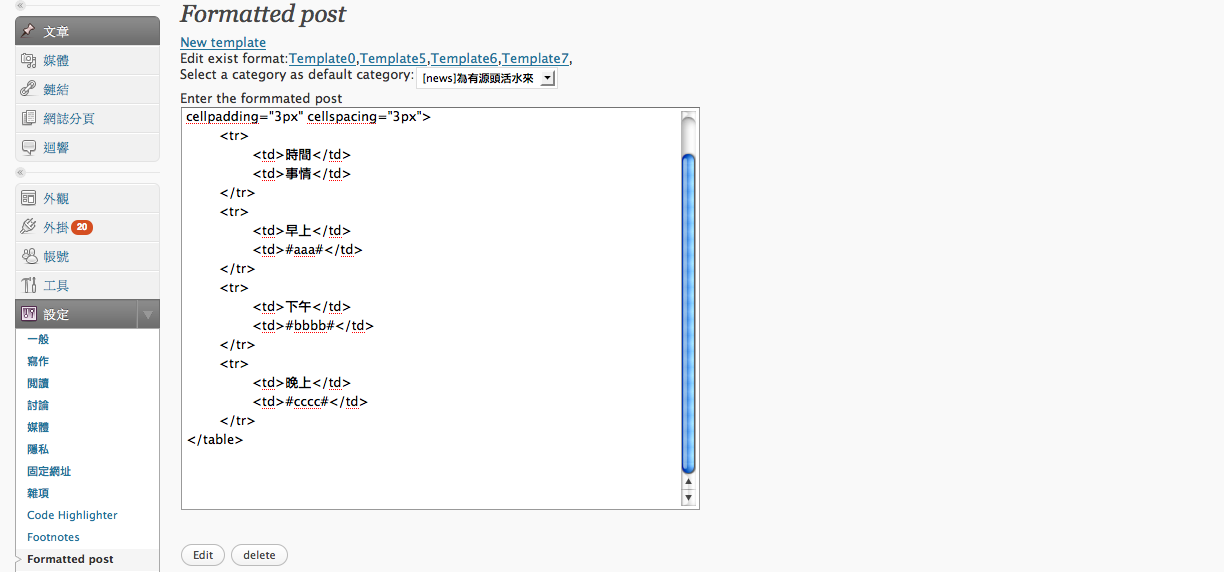 文章
媒體
鏈結
網誌分頁
迴響
外觀
外掛 20
帳號
工具
設定
一般
寫作
閱讀
討論
媒體
隱私
固定網址
雜項
Code Highlighter
Footnotes
Formatted post
Formatted post
New template
Edit exist format:Template0,Template5,Template6,Template7,
Select a category as default category: [news]為有源頭活水來
Enter the formmated post
cellpadding="3px" cellspacing="3px">
<tr>
<td>時間</td>
<td>事情</td>
</tr>
<tr>
<td>早上</td>
<td>#aaa#</td>
</tr>
<tr>
<td>下午</td>
<td>#bbbb#</td>
</tr>
<tr>
<td>晚上</td>
<td>#cccc#</td>
</tr>
</table>
Edit delete